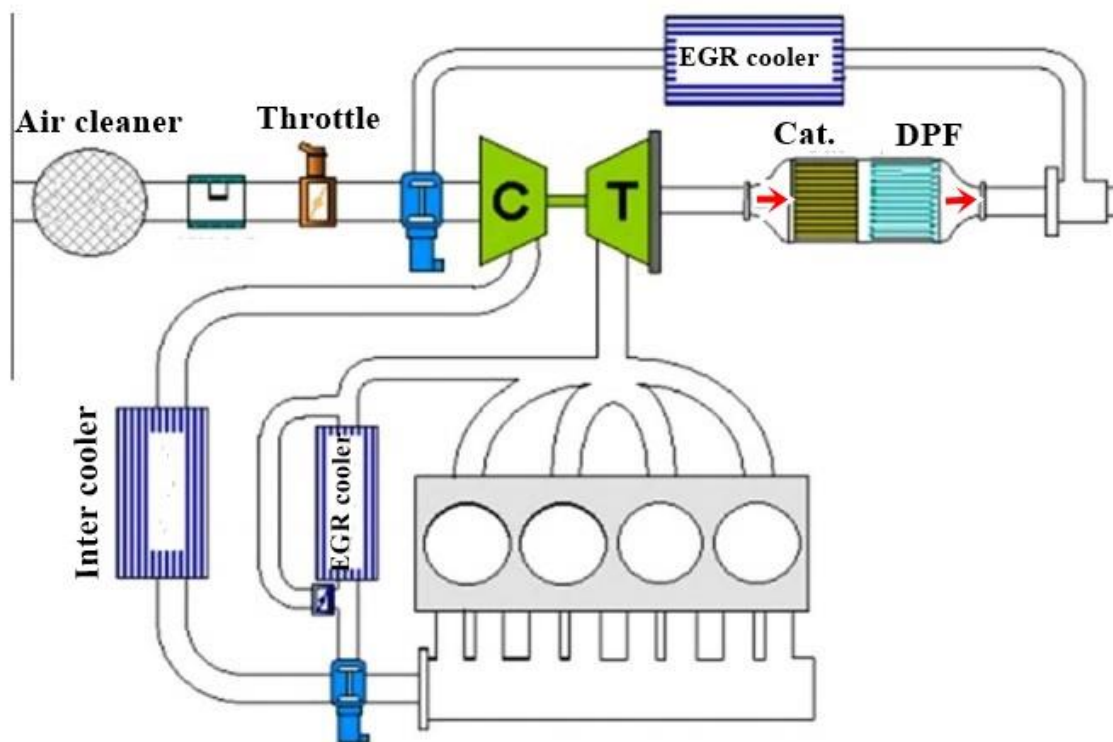 EGR cooler
Air cleaner
Throttle
Cat.
DPF
C
T
Inter cooler
EGR cooler